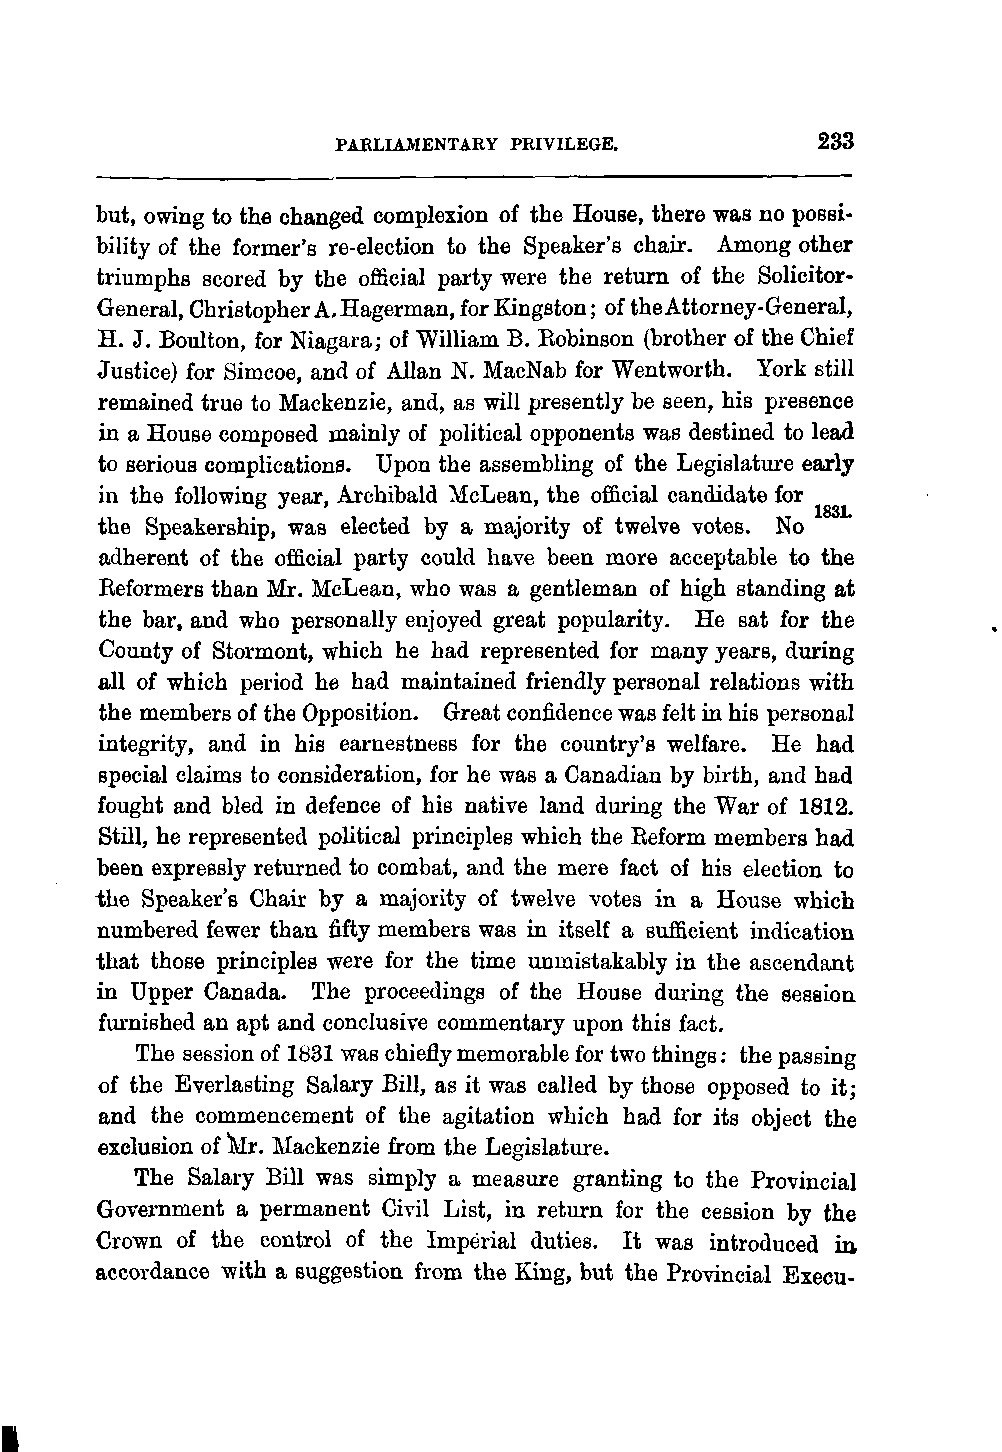 PARLIAMENTARY PRIVILEGE. 233
but, owing to the changed complexion of the House, there was no possi-
bility of the former's re-election to the Speaker's chair. Among other
triumphs scored by the official party were the return of the Solicitor-
General, Christopher A. Hagerman, for Kingston; of the Attorney-General,
H. J. Boulton, for Niagara; of William B. Robinson (brother of the Chief
Justice) for Simcoe, and of Allan N. MacNab for Wentworth. York still
remained true to Mackenzie, and, as will presently be seen, his presence
in a House composed mainly of political opponents was destined to lead
to serious complications. Upon the assembling of the Legislature early
in the following year, Archibald McLean, the official candidate for
1831.
the Speakership, was elected by a majority of twelve votes. No
adherent of the official party could have been more acceptable to the
Reformers than Mr. McLean, who was a gentleman of high standing at
the bar, and who personally enjoyed great popularity. He sat for the
County of Stormont, which he had represented for many years, during
all of which period he had maintained friendly personal relations with
the members of the Opposition. Great confidence was felt in his personal
integrity, and in his earnestness for the country's welfare. He had
special claims to consideration, for he was a Canadian by birth, and had
fought and bled in defence of his native land during the War of 1812.
Still, he represented political principles which the Reform members had
been expressly returned to combat, and the mere fact of his election to
the Speaker's Chair by a majority of twelve votes in a House which
numbered fewer than fifty members was in itself a sufficient indication
that those principles were for the time unmistakably in the ascendant
in Upper Canada. The proceedings of the House during the session
furnished an apt and conclusive commentary upon this fact.
The session of 1831 was chiefly memorable for two things: the passing
of the Everlasting Salary Bill, as it was called by those opposed to it;
and the commencement of the agitation which had for its object the
exclusion of Mr. Mackenzie from the Legislature.
The Salary Bill was simply a measure granting to the Provincial
Government a permanent Civil List, in return for the cession by the
Crown of the control of the Imperial duties. It was introduced in
accordance with a suggestion from the King, but the Provincial Execu-